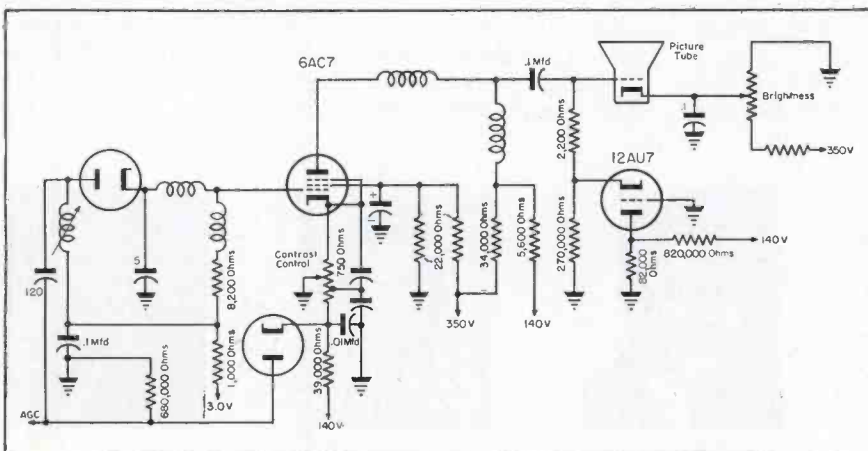 6AC7
.1 Mfd
Picture
Tube
Brightness
.1
350V
2,200 Ohms
12AU7
270,000 Ohms
82,000
Ohms
820,000 Ohms
140V
5
120
8,200 Ohms
Contrast
Control
750 Ohms
22,000 Ohms
34,000 Ohms
5,600 Ohms
350V
140V
.1 Mfd
680,000 Ohms
1,000 Ohms
3.0V
.01Mfd
39,000 Ohms
140V
AGC
+
–